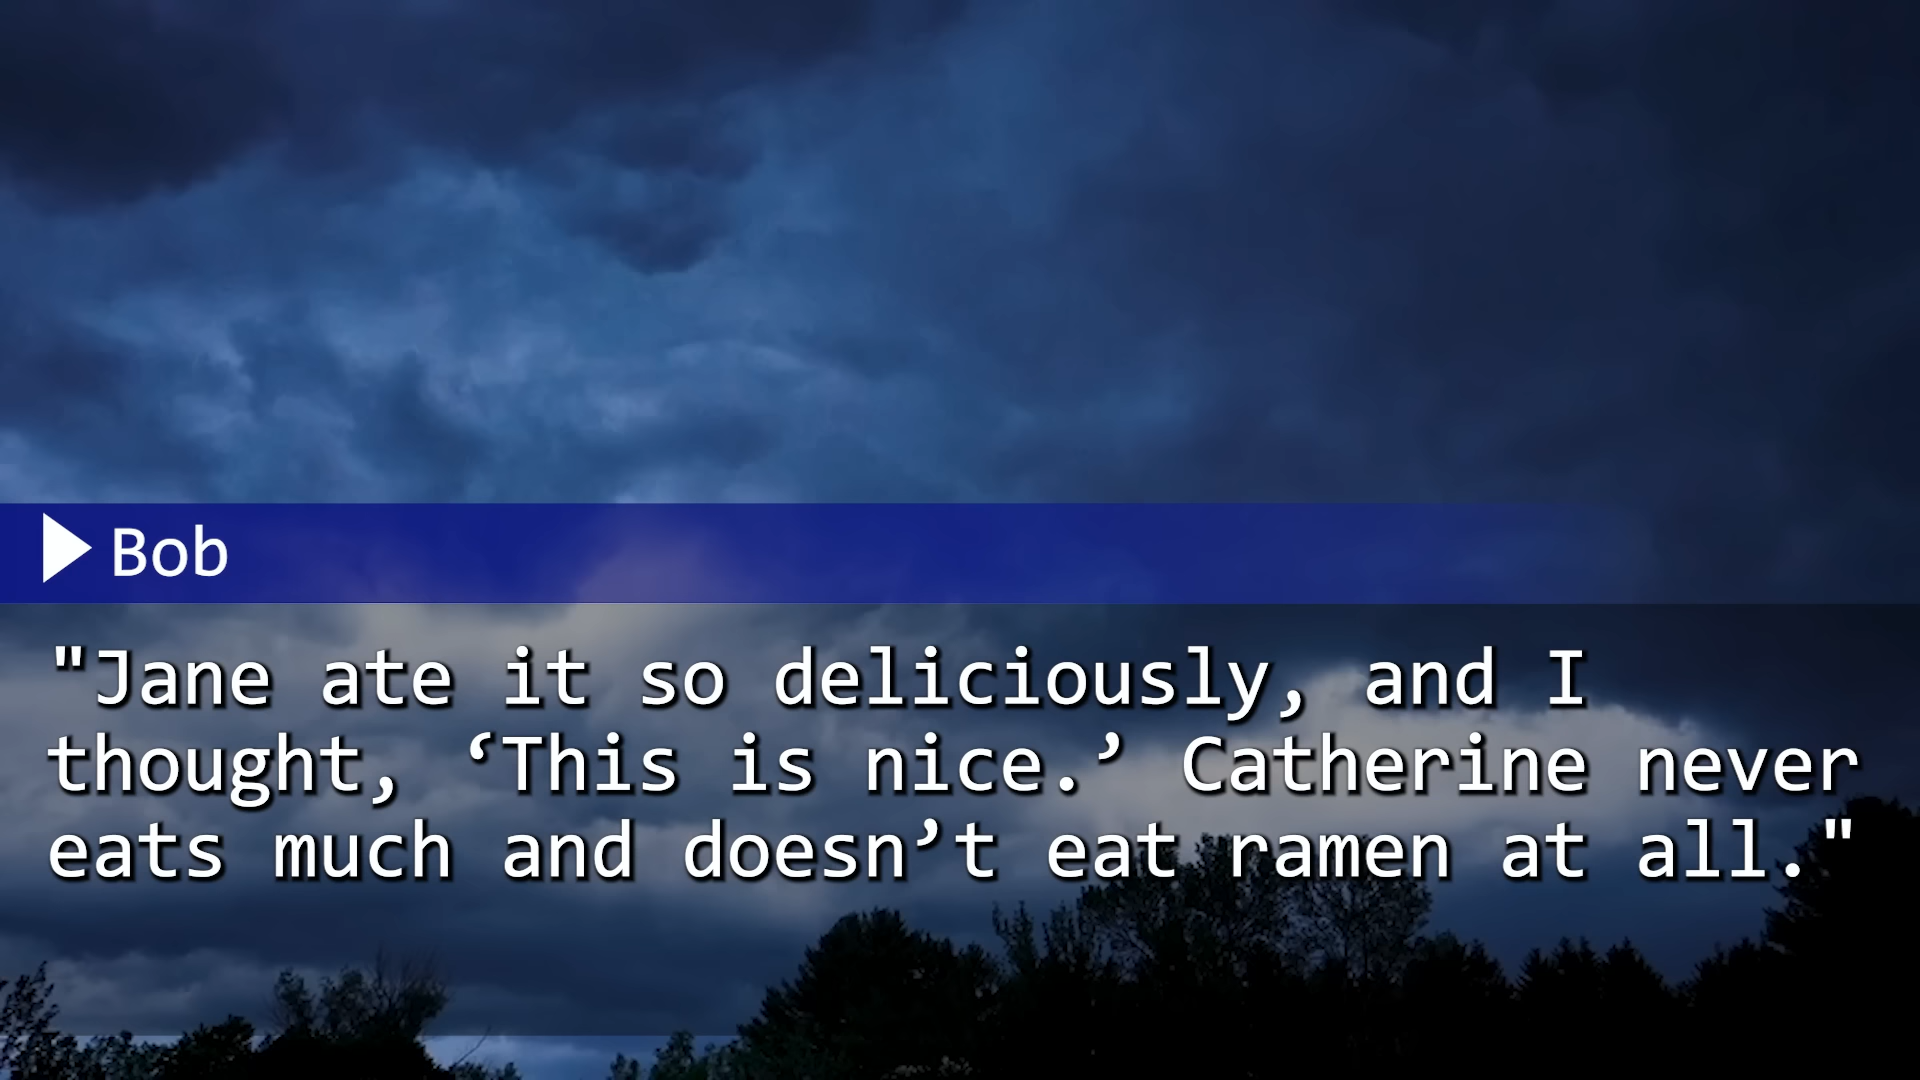 Bob
"Jane ate it so deliciously, and I
thought, ‘This is nice.’ Catherine never
eats much and doesn’t eat ramen at all."